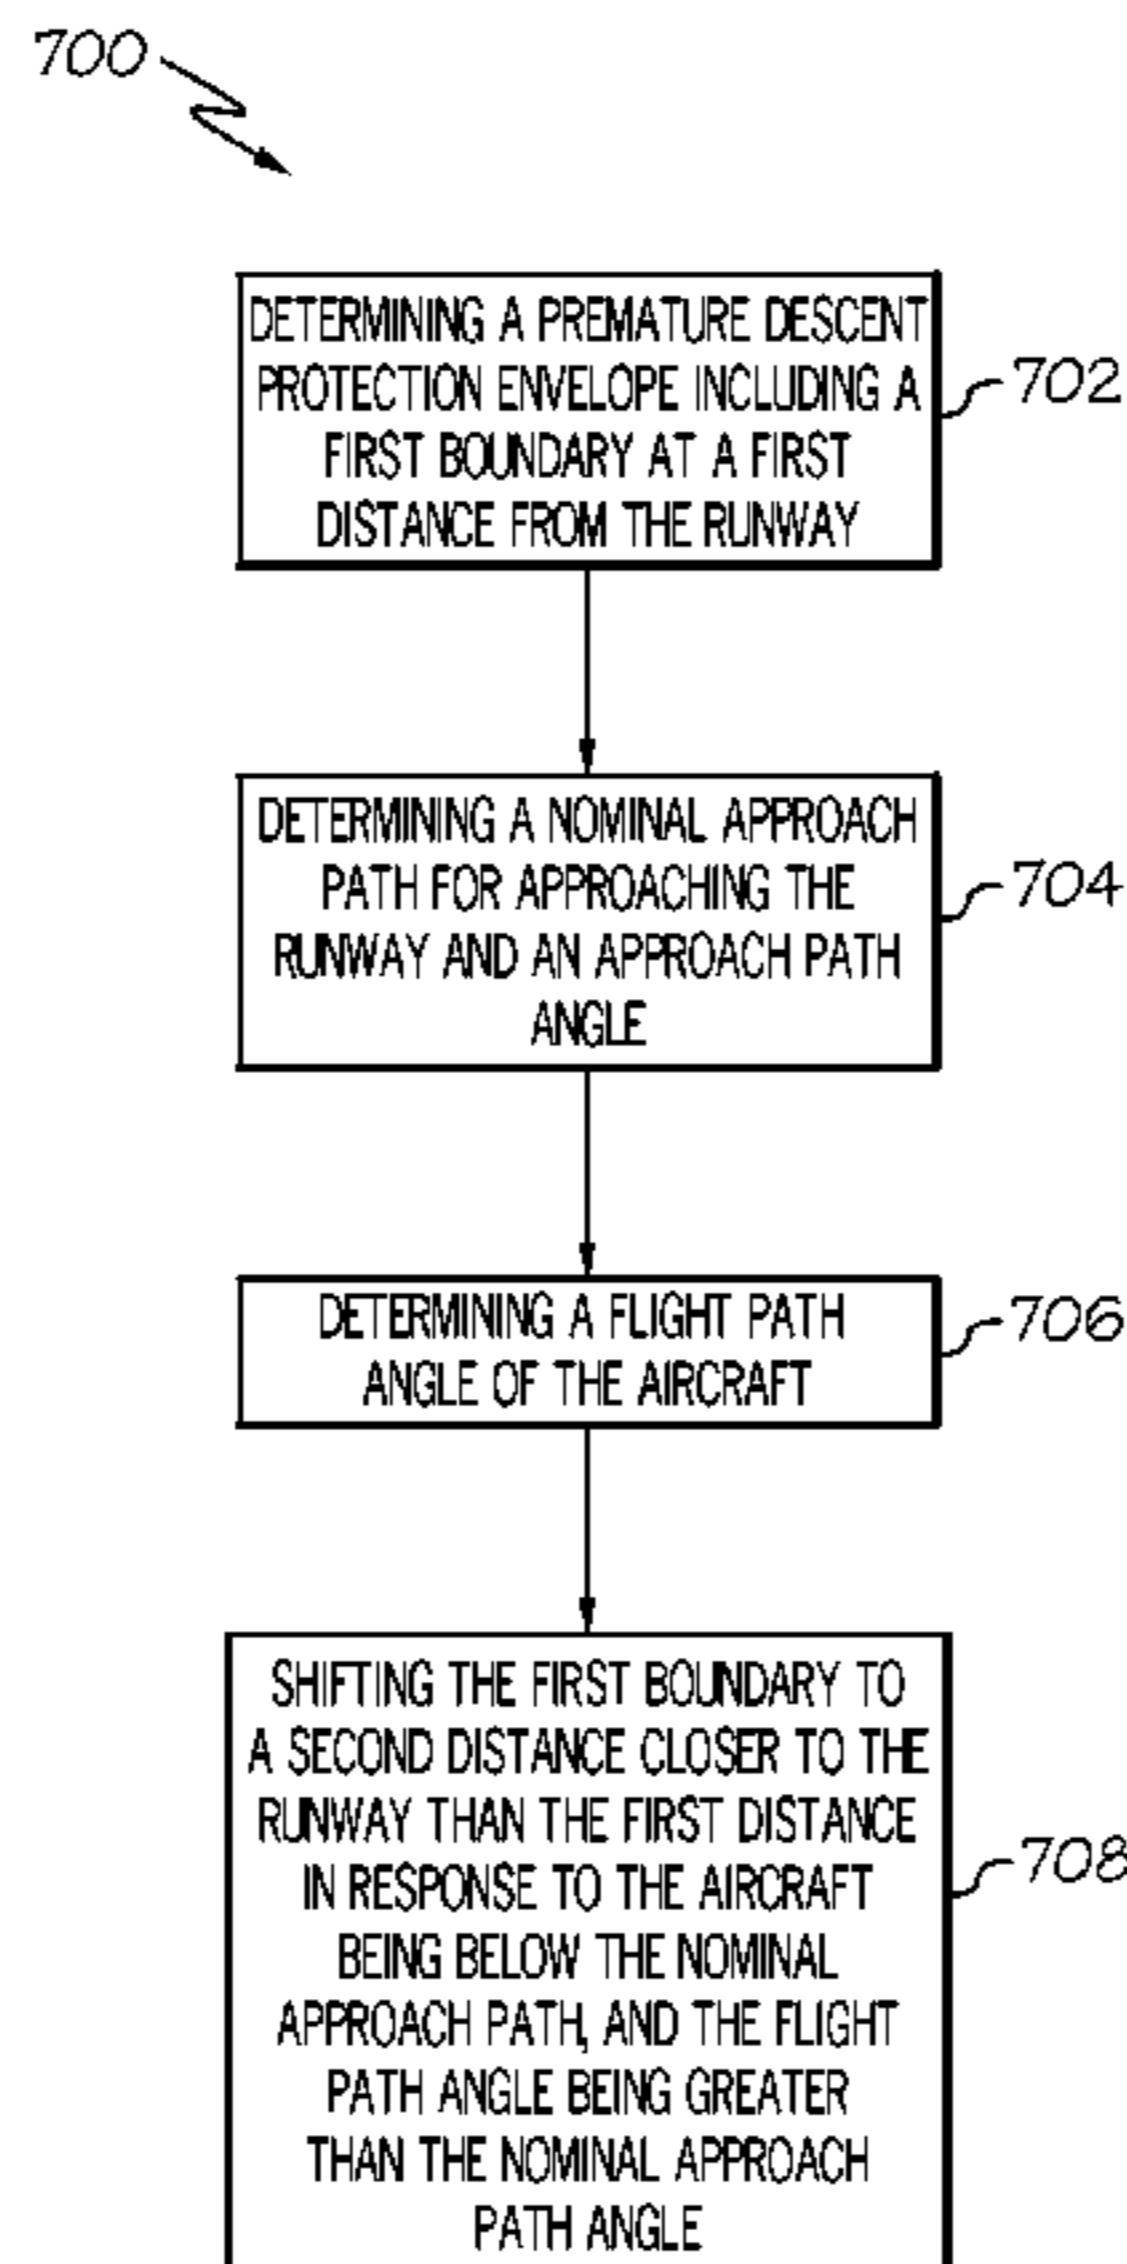 700
DETERMINING A PREMATURE DESCENT
PROTECTION ENVELOPE INCLUDING A
FIRST BOUNDARY AT A FIRST
DISTANCE FROM THE RUNWAY
702
DETERMINING A NOMINAL APPROACH
PATH FOR APPROACHING THE
RUNWAY AND AN APPROACH PATH
ANGLE
704
DETERMINING A FLIGHT PATH
ANGLE OF THE AIRCRAFT
706
SHIFTING THE FIRST BOUNDARY TO
A SECOND DISTANCE CLOSER TO THE
RUNWAY THAN THE FIRST DISTANCE
IN RESPONSE TO THE AIRCRAFT
BEING BELOW THE NOMINAL
APPROACH PATH, AND THE FLIGHT
PATH ANGLE BEING GREATER
THAN THE NOMINAL APPROACH
PATH ANGLE
708